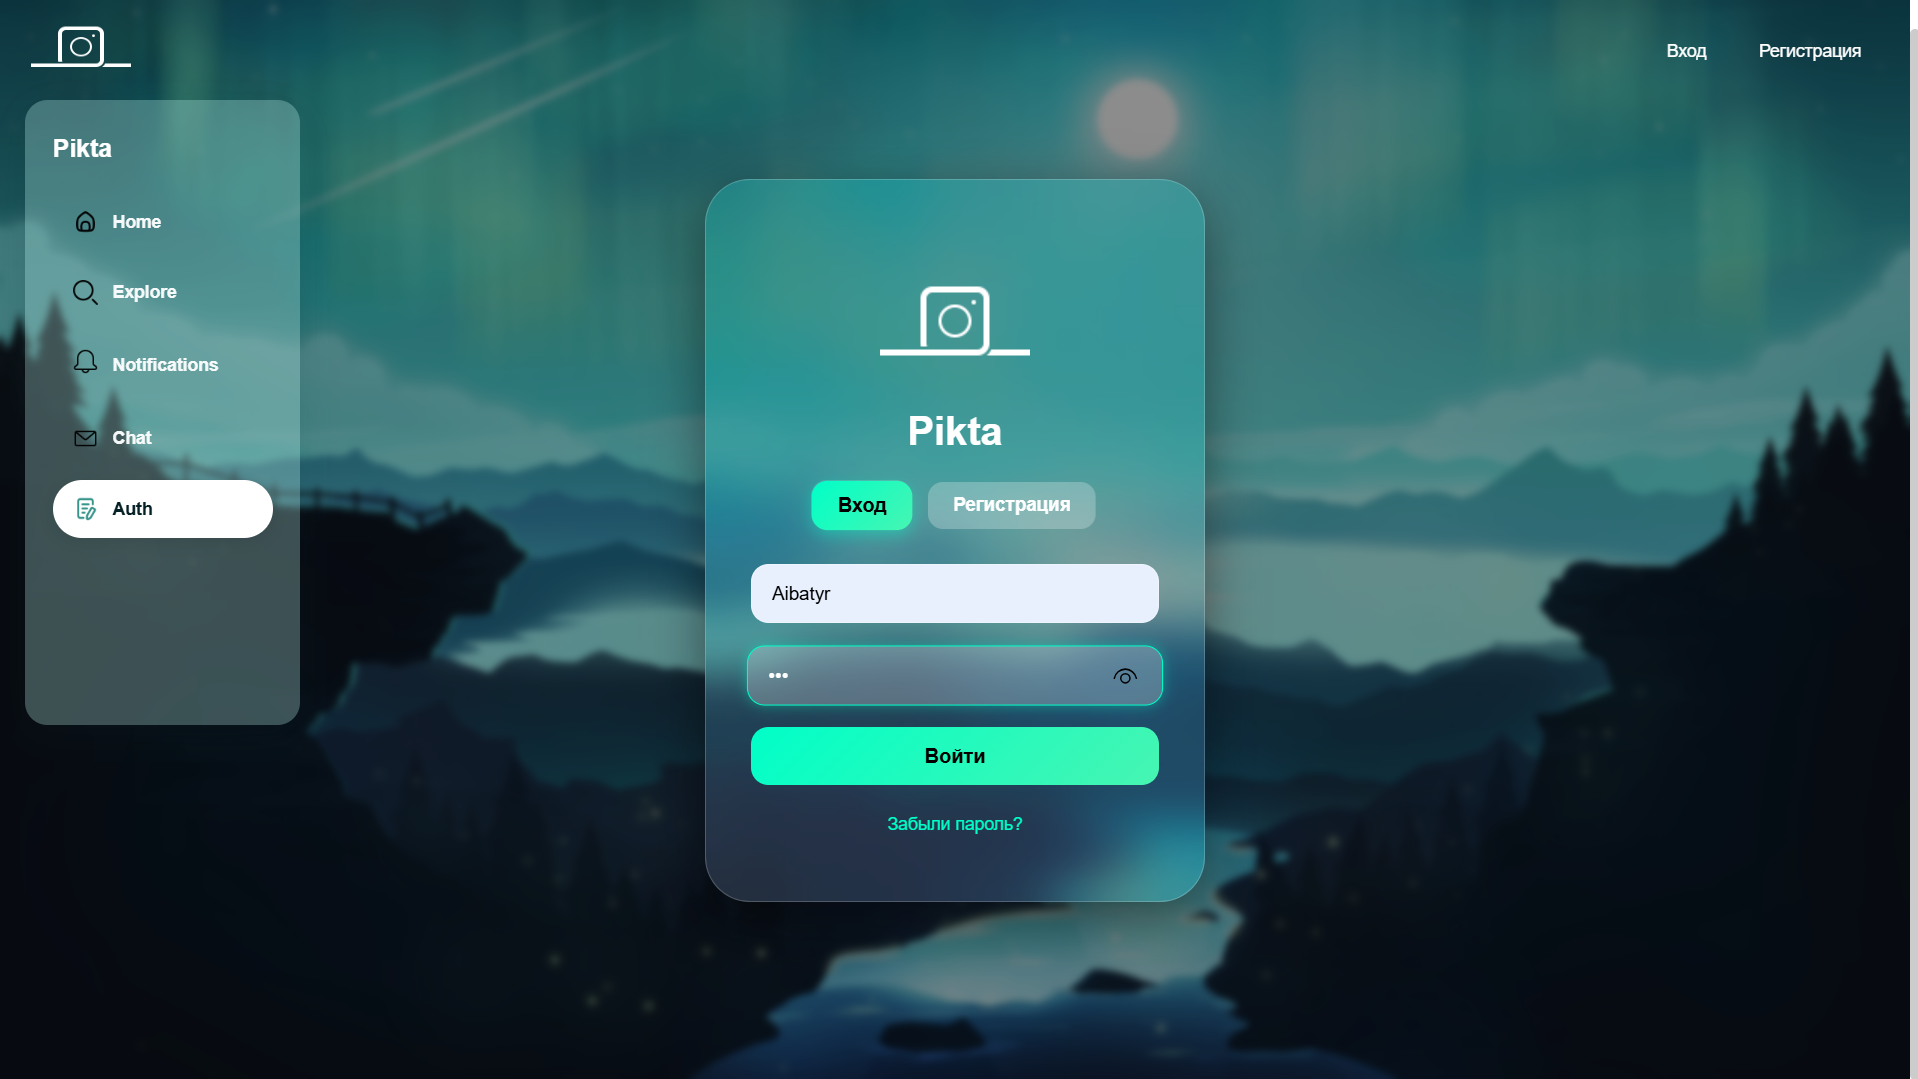 Вход
Регистрация
Pikta
Home
Explore
Notifications
Chat
Auth
Pikta
Вход Регистрация
Aibatyr
•••
Войти
Забыли пароль?